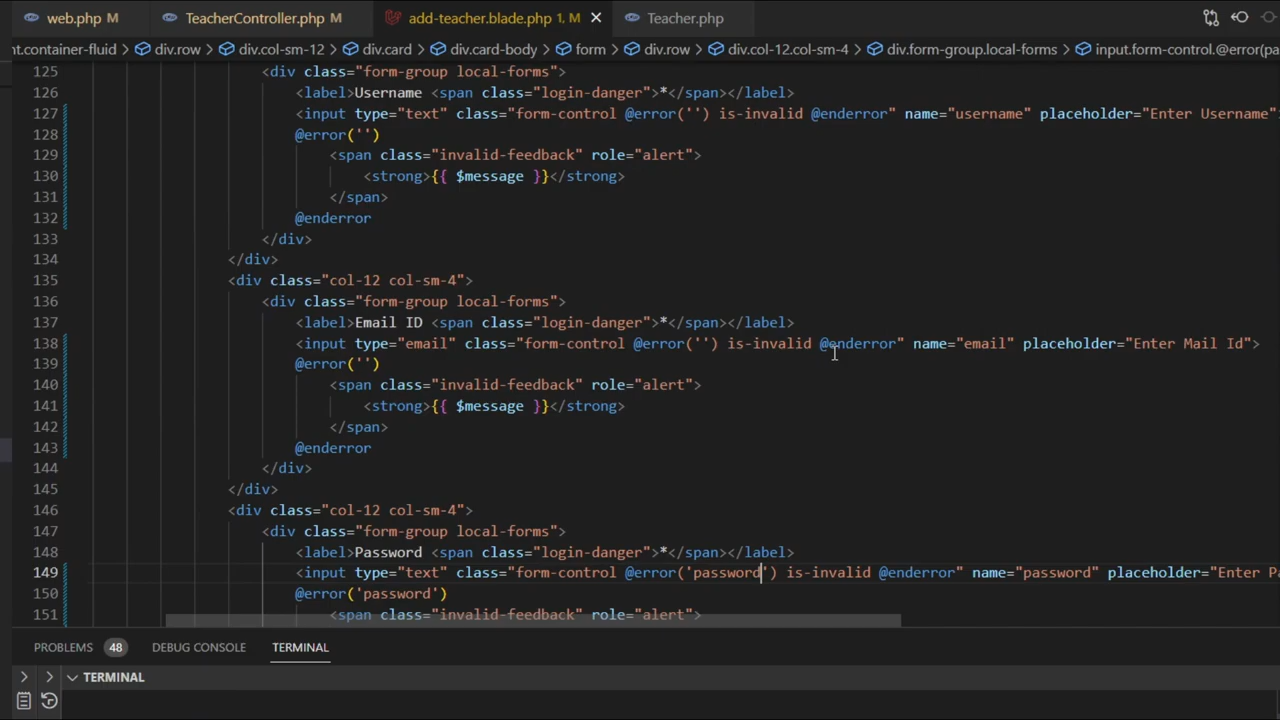 web.php M TeacherController.php M add-teacher.blade.php 1, M Teacher.php
nt.container-fluid div.row div.col-sm-12 div.card div.card-body form div.row div.col-12.col-sm-4 div.form-group.local-forms input.form-control.@error(pa
125 <div class="form-group local-forms">
126 <label>Username <span class="login-danger">*</span></label>
127 <input type="text" class="form-control @error('') is-invalid @enderror" name="username" placeholder="Enter Username">
128 @error('')
129 <span class="invalid-feedback" role="alert">
130 <strong>{{ $message }}</strong>
131 </span>
132 @enderror
133 </div>
134 </div>
135 <div class="col-12 col-sm-4">
136 <div class="form-group local-forms">
137 <label>Email ID <span class="login-danger">*</span></label>
138 <input type="email" class="form-control @error('') is-invalid @enderror" name="email" placeholder="Enter Mail Id">
139 @error('')
140 <span class="invalid-feedback" role="alert">
141 <strong>{{ $message }}</strong>
142 </span>
143 @enderror
144 </div>
145 </div>
146 <div class="col-12 col-sm-4">
147 <div class="form-group local-forms">
148 <label>Password <span class="login-danger">*</span></label>
149 <input type="text" class="form-control @error('password') is-invalid @enderror" name="password" placeholder="Enter Pa
150 @error('password')
151 <span class="invalid-feedback" role="alert">
PROBLEMS 48 DEBUG CONSOLE TERMINAL
TERMINAL